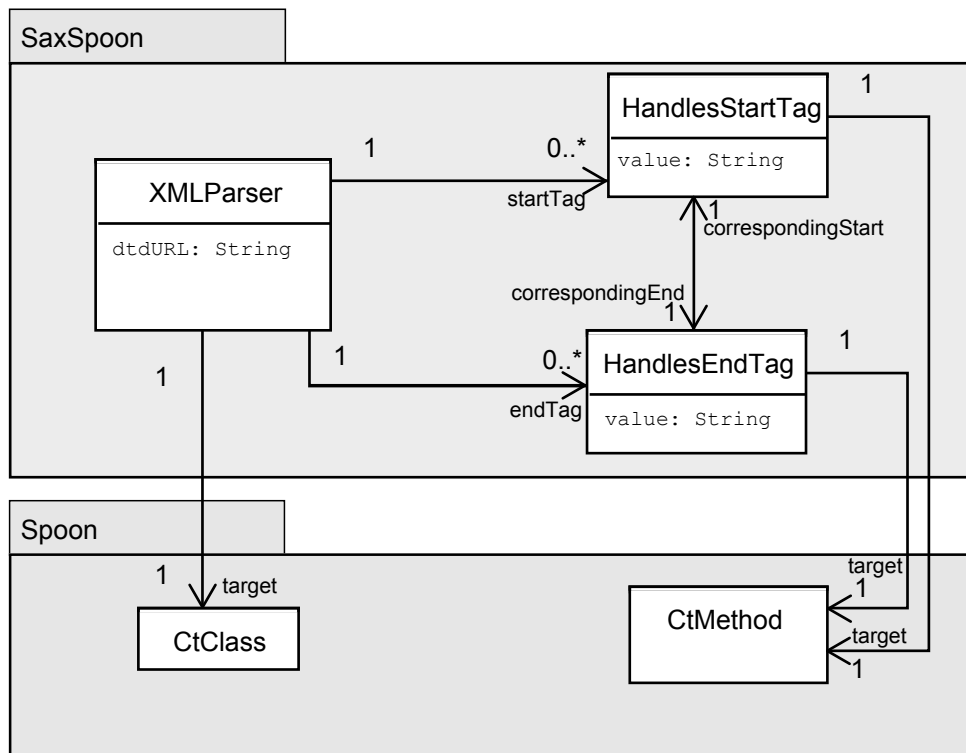 SaxSpoon
1
HandlesStartTag
1
0..*
value: String
XMLParser
startTag
1
correspondingStart
dtdURL: String
correspondingEnd
1
1
0..*
HandlesEndTag
1
1
endTag
value: String
Spoon
1
target
target
1
CtClass
CtMethod
target
1